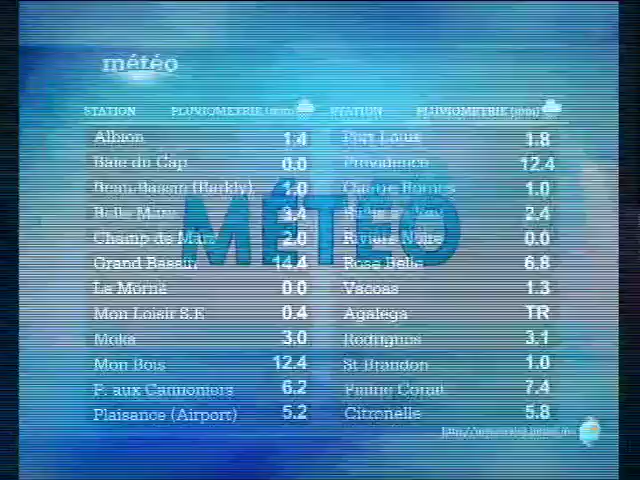 météo
STATION PLUVIOMETRIE (mm) STATION PLUVIOMETRIE (mm)
Albion 1.4 Port Louis 1.8
Baie du Cap 0.0 Providence 12.4
Beau-Bassin (Barkly) 1.0 Quatre Bornes 1.0
Belle Mare 3.4 2.4
Champ de Mars 2.0 Rivière Noire 0.0
MÉTÉO
Grand Bassin 14.4 Rose Belle 6.8
Le Morne 0.0 Vacoas 1.3
Mon Loisir S.E 0.4 Agalega TR
Moka 3.0 Rodrigues 3.1
Mon Bois 12.4 St Brandon 1.0
P. aux Cannoniers 6.2 Pointe Corail 7.4
Plaisance (Airport) 5.2 Citronelle 5.8